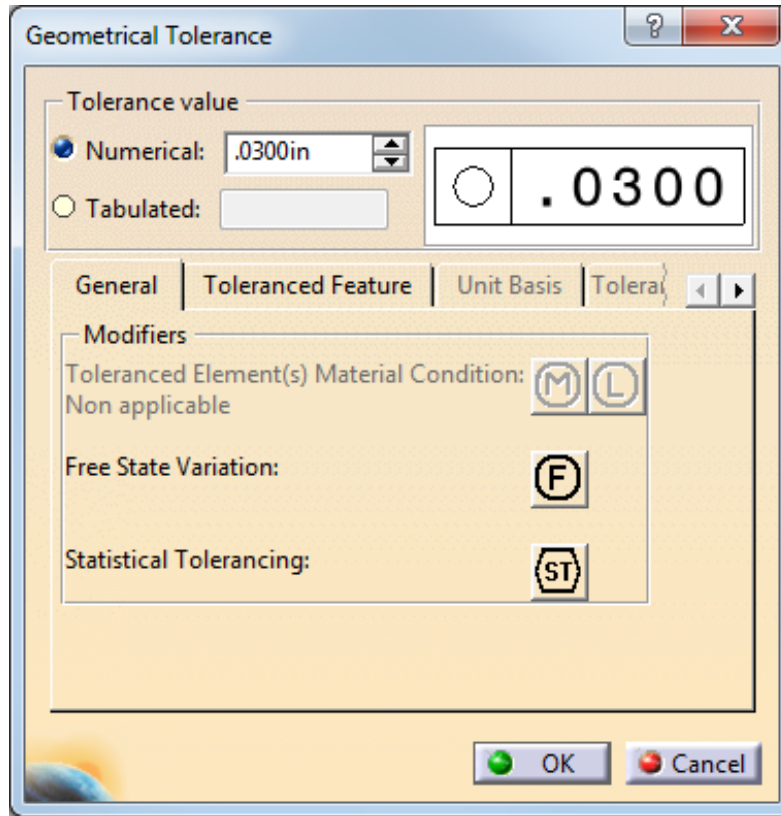 Geometrical Tolerance
?
X
Tolerance value
Numerical: .0300in
.0300
Tabulated:
General Toleranced Feature Unit Basis
Modifiers
Toleranced Element(s) Material Condition: M L
Non applicable
Free State Variation: F
Statistical Tolerancing: ST
OK Cancel